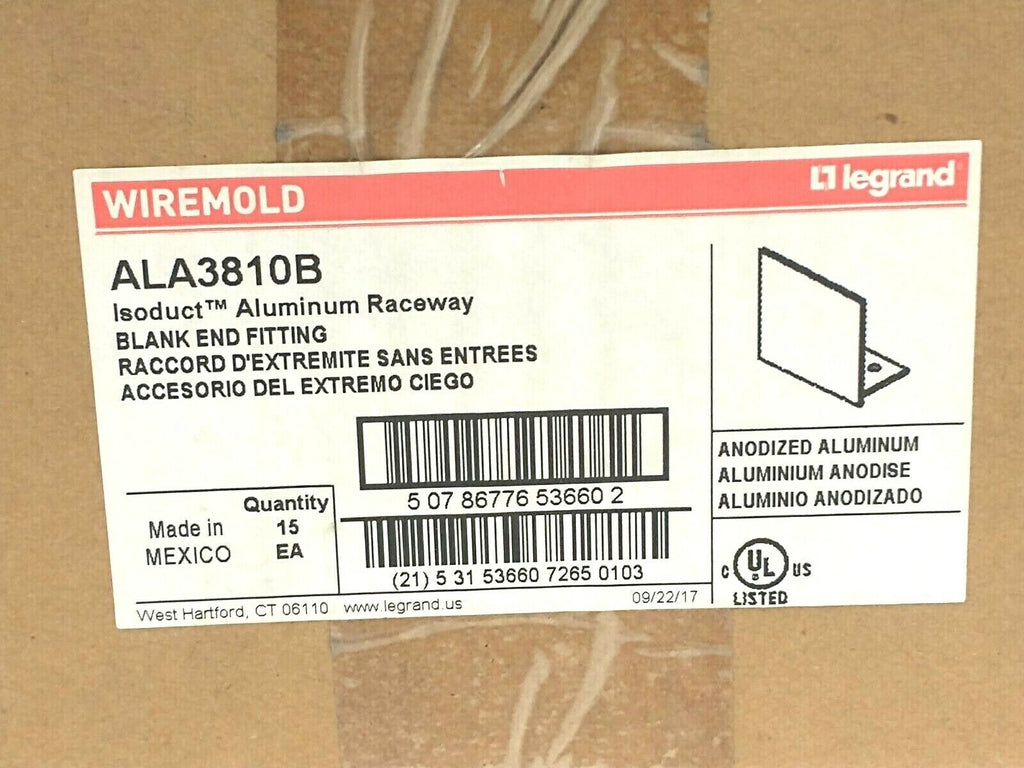 WIREMOLD
legrand®
ALA3810B
Isoduct™ Aluminum Raceway
BLANK END FITTING
RACCORD D'EXTREMITE SANS ENTREES
ACCESORIO DEL EXTREMO CIEGO
5 07 86776 53660 2
Quantity
15
EA
Made in
MEXICO
(21) 5 31 53660 7265 0103
West Hartford, CT 06110 www.legrand.us
09/22/17
ANODIZED ALUMINUM
ALUMINIUM ANODISE
ALUMINIO ANODIZADO
C UL® US
LISTED